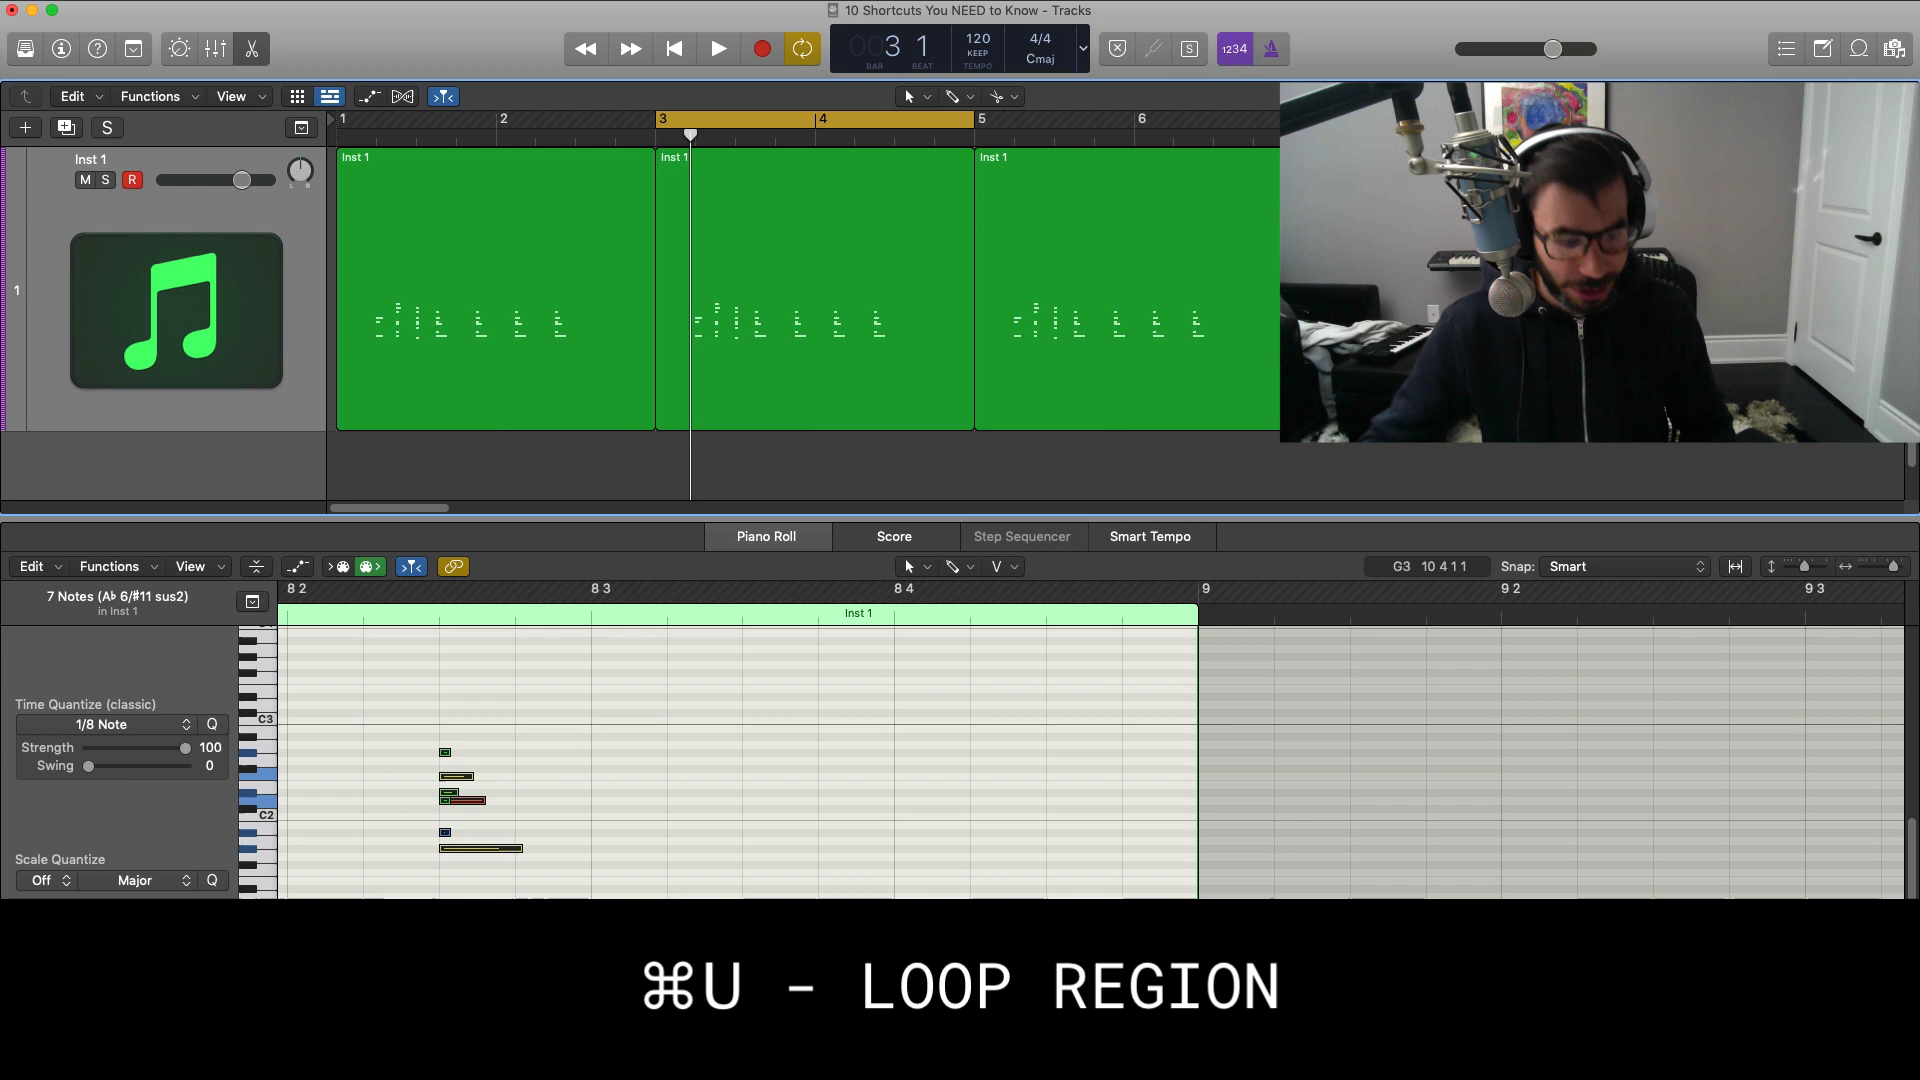 10 Shortcuts You NEED to Know - Tracks
003 1
BAR BEAT
120
KEEP
TEMPO
4/4
Cmaj
S
1234
Edit Functions View
S
1 2 3 4 5 6
Inst 1
M S R
L R
1
Inst 1 Inst 1 Inst 1
Piano Roll Score Step Sequencer Smart Tempo
Edit Functions View
V
G3 10 4 1 1
Snap: Smart
7 Notes (A♭ 6/#11 sus2)
in Inst 1
8 2 8 3 8 4 9 9 2 9 3
Inst 1
Time Quantize (classic)
1/8 Note Q
Strength 100
Swing 0
C3
C2
Scale Quantize
Off Major Q
⌘U - LOOP REGION